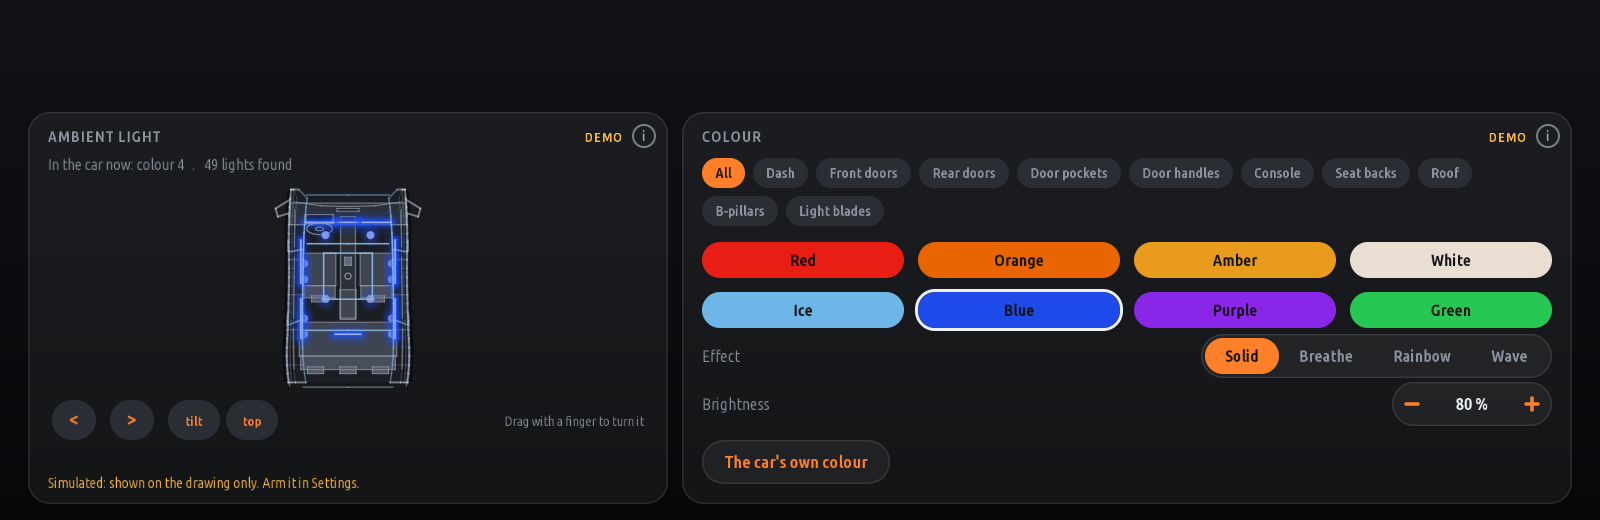 AMBIENT LIGHT
DEMO
i
In the car now: colour 4 . 49 lights found
< > tilt top
Drag with a finger to turn it
Simulated: shown on the drawing only. Arm it in Settings.
COLOUR
DEMO
i
All Dash Front doors Rear doors Door pockets Door handles Console Seat backs Roof
B-pillars Light blades
Red Orange Amber White
Ice Blue Purple Green
Effect Solid Breathe Rainbow Wave
Brightness − 80 % +
The car's own colour